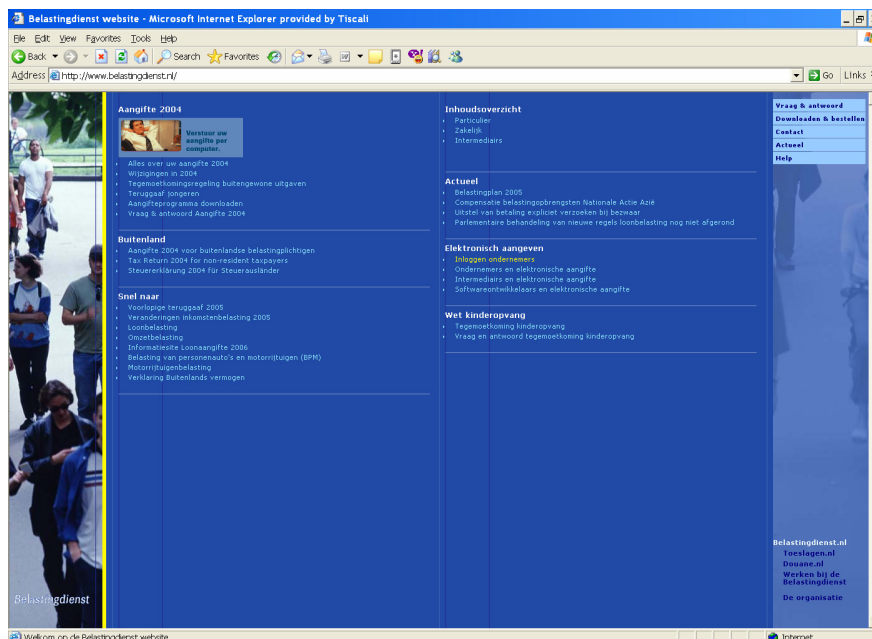 Belastingdienst website - Microsoft Internet Explorer provided by Tiscali
File Edit View Favorites Tools Help
Back Search Favorites
Address http://www.belastingdienst.nl/ Go Links
Aangifte 2004
Verstuur uw
aangifte per
computer.
Alles over uw aangifte 2004
Wijzigingen in 2004
Tegemoetkomingsregeling buitengewone uitgaven
Teruggaaf jongeren
Aangifteprogramma downloaden
Vraag & antwoord Aangifte 2004
Buitenland
Aangifte 2004 voor buitenlandse belastingplichtigen
Tax Return 2004 for non-resident taxpayers
Steuererklärung 2004 für Steuerausländer
Snel naar
Voorlopige teruggaaf 2005
Veranderingen inkomstenbelasting 2005
Loonbelasting
Omzetbelasting
Informatiesite Loonaangifte 2006
Belasting van personenauto's en motorrijtuigen (BPM)
Motorrijtuigenbelasting
Verklaring Buitenlands vermogen
Inhoudsoverzicht
Particulier
Zakelijk
Intermediairs
Actueel
Belastingplan 2005
Compensatie belastingopbrengsten Nationale Actie Azië
Uitstel van betaling expliciet verzoeken bij bezwaar
Parlementaire behandeling van nieuwe regels loonbelasting nog niet afgerond
Elektronisch aangeven
Inloggen ondernemers
Ondernemers en elektronische aangifte
Intermediairs en elektronische aangifte
Softwareontwikkelaars en elektronische aangifte
Wet kinderopvang
Tegemoetkoming kinderopvang
Vraag en antwoord tegemoetkoming kinderopvang
Vraag & antwoord
Downloaden & bestellen
Contact
Actueel
Help
Belastingdienst.nl
Toeslagen.nl
Douane.nl
Werken bij de
Belastingdienst
De organisatie
Belastingdienst
Welkom op de Belastingdienst website Internet